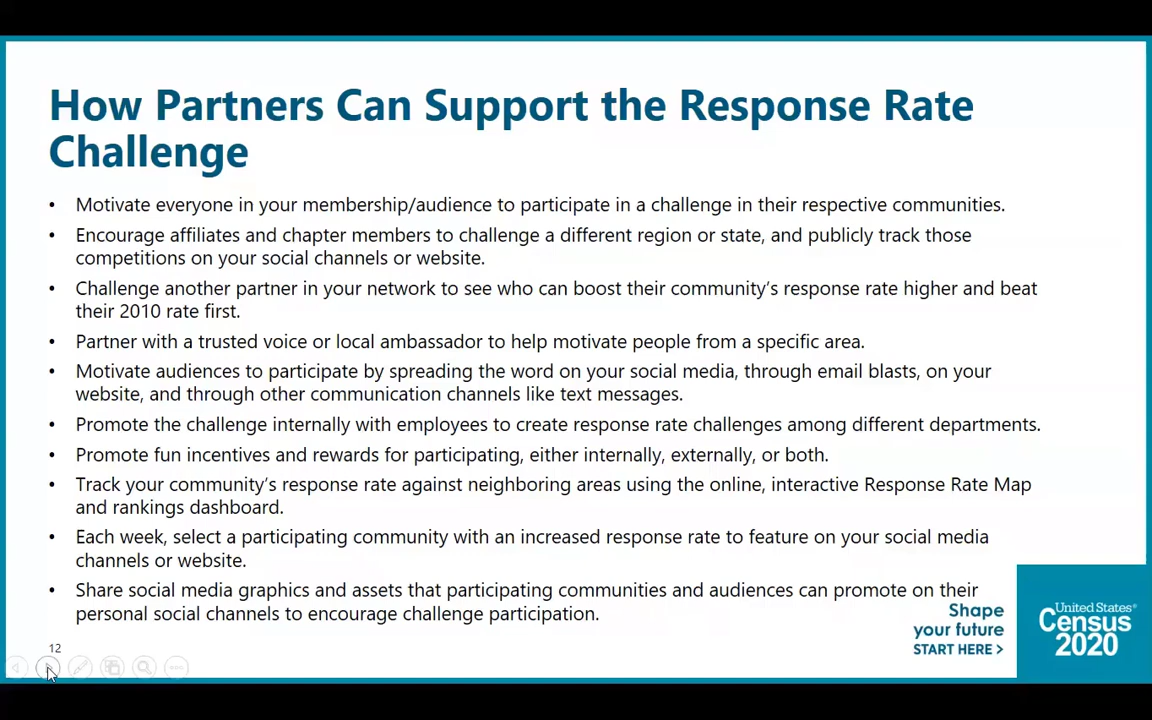 How Partners Can Support the Response Rate
Challenge
• Motivate everyone in your membership/audience to participate in a challenge in their respective communities.
• Encourage affiliates and chapter members to challenge a different region or state, and publicly track those
competitions on your social channels or website.
• Challenge another partner in your network to see who can boost their community’s response rate higher and beat
their 2010 rate first.
• Partner with a trusted voice or local ambassador to help motivate people from a specific area.
• Motivate audiences to participate by spreading the word on your social media, through email blasts, on your
website, and through other communication channels like text messages.
• Promote the challenge internally with employees to create response rate challenges among different departments.
• Promote fun incentives and rewards for participating, either internally, externally, or both.
• Track your community’s response rate against neighboring areas using the online, interactive Response Rate Map
and rankings dashboard.
• Each week, select a participating community with an increased response rate to feature on your social media
channels or website.
• Share social media graphics and assets that participating communities and audiences can promote on their
personal social channels to encourage challenge participation.
12
Shape
your future
START HERE >
United States®
Census
2020